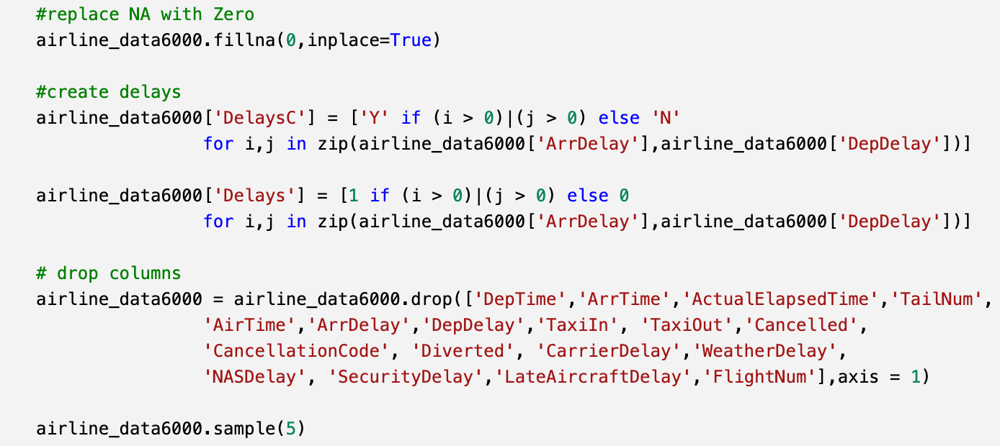 #replace NA with Zero
airline_data6000.fillna(0,inplace=True)
#create delays
airline_data6000['DelaysC'] = ['Y' if (i > 0)|(j > 0) else 'N'
for i,j in zip(airline_data6000['ArrDelay'],airline_data6000['DepDelay'])]
airline_data6000['Delays'] = [1 if (i > 0)|(j > 0) else 0
for i,j in zip(airline_data6000['ArrDelay'],airline_data6000['DepDelay'])]
# drop columns
airline_data6000 = airline_data6000.drop(['DepTime','ArrTime','ActualElapsedTime','TailNum',
'AirTime','ArrDelay','DepDelay','TaxiIn', 'TaxiOut','Cancelled',
'CancellationCode', 'Diverted', 'CarrierDelay','WeatherDelay',
'NASDelay', 'SecurityDelay','LateAircraftDelay','FlightNum'],axis = 1)
airline_data6000.sample(5)